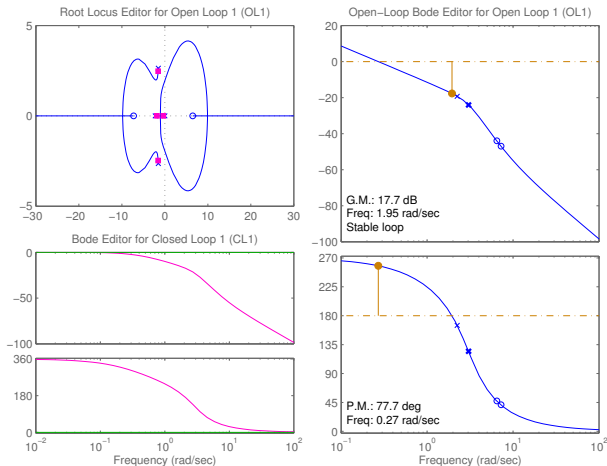 Root Locus Editor for Open Loop 1 (OL1)
5
0
-5
-30 -20 -10 0 10 20 30
Bode Editor for Closed Loop 1 (CL1)
0
-50
-100
360
180
0
10^-2 10^-1 10^0 10^1 10^2
Frequency (rad/sec)
Open-Loop Bode Editor for Open Loop 1 (OL1)
20
0
-20
-40
-60
-80
-100
G.M.: 17.7 dB
Freq: 1.95 rad/sec
Stable loop
270
225
180
135
90
45
0
P.M.: 77.7 deg
Freq: 0.27 rad/sec
10^-1 10^0 10^1 10^2
Frequency (rad/sec)